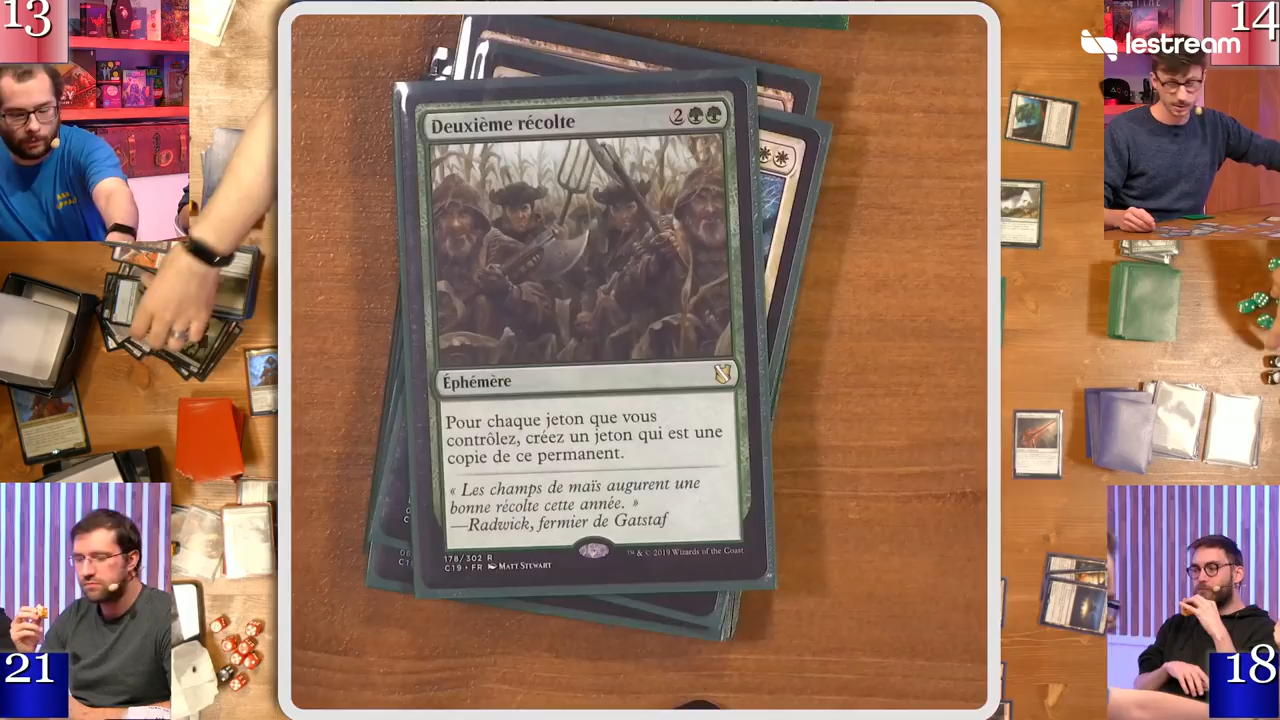 13
14
lestream
Deuxième récolte
2
Éphémère
Pour chaque jeton que vous
contrôlez, créez un jeton qui est une
copie de ce permanent.
« Les champs de maïs augurent une
bonne récolte cette année. »
—Radwick, fermier de Gatstaf
178/302 R
C19 • FR MATT STEWART
™ & © 2019 Wizards of the Coast
21
18